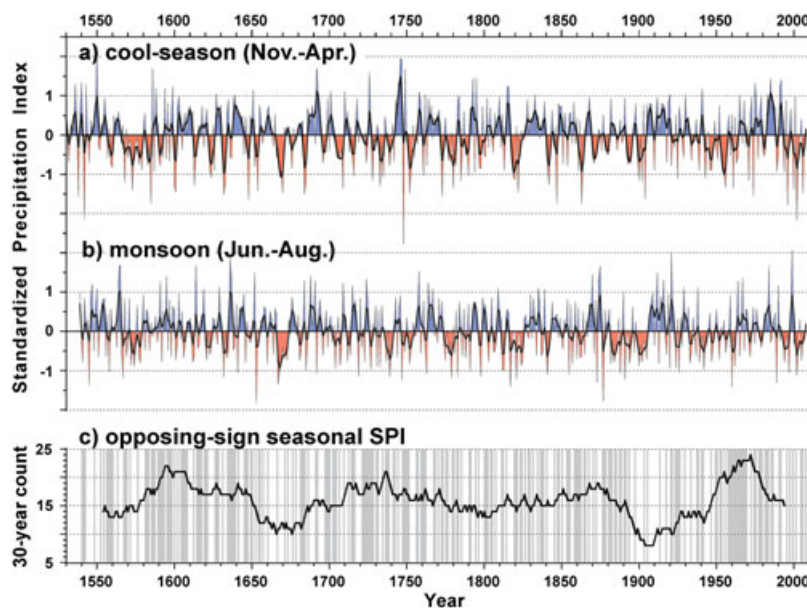 1550 1600 1650 1700 1750 1800 1850 1900 1950 2000
a) cool-season (Nov.-Apr.)
1
0
-1
b) monsoon (Jun.-Aug.)
1
0
-1
Standardized Precipitation Index
c) opposing-sign seasonal SPI
25
15
5
30-year count
1550 1600 1650 1700 1750 1800 1850 1900 1950 2000
Year